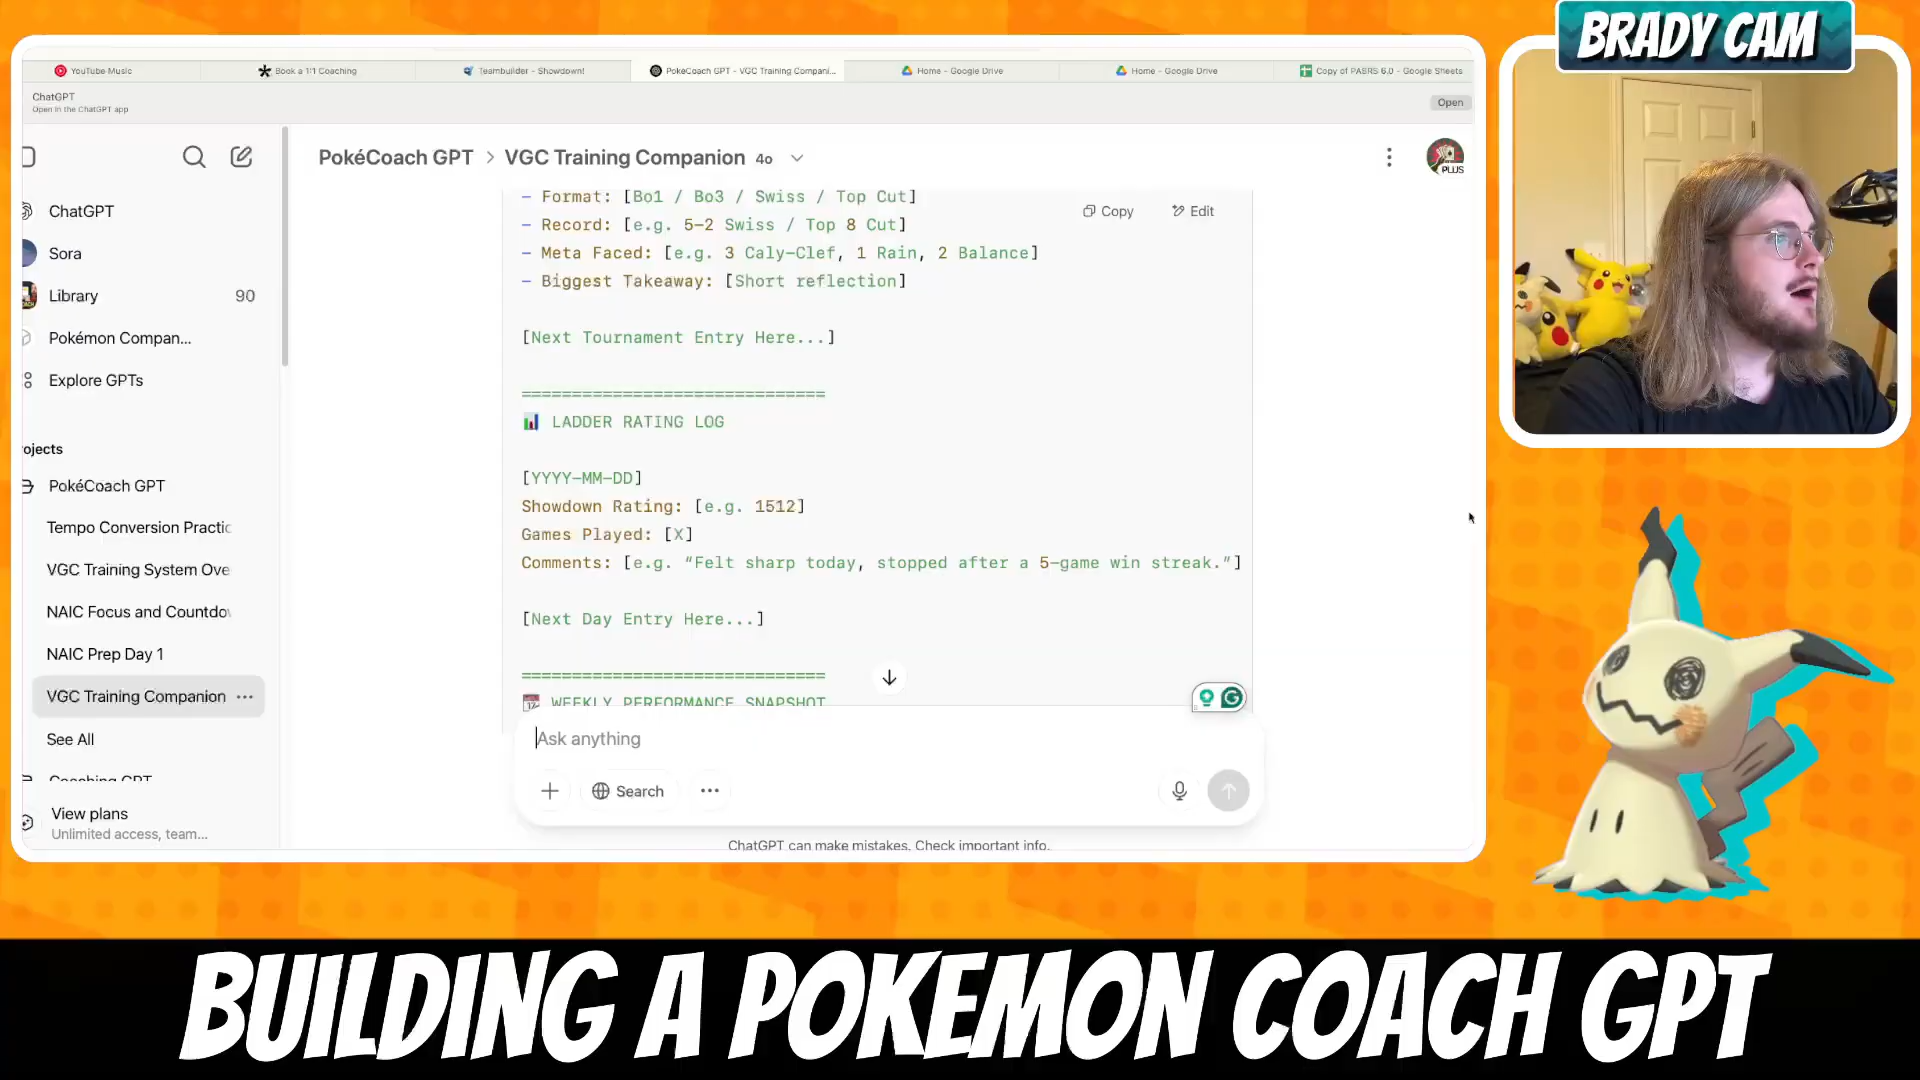 BRADY CAM
YouTube Music
Book a 1:1 Coaching
Teambuilder - Showdown!
PokéCoach GPT - VGC Training Compani...
Home - Google Drive
Home - Google Drive
Copy of PASRS 6.0 - Google Sheets
ChatGPT
Open in the ChatGPT app
Open
PokéCoach GPT > VGC Training Companion 4o
PLUS
ChatGPT
Sora
Library 90
Pokémon Compan...
Explore GPTs
ojects
PokéCoach GPT
Tempo Conversion Practic
VGC Training System Ove
NAIC Focus and Countdo
NAIC Prep Day 1
VGC Training Companion ...
See All
Coaching GPT
View plans
Unlimited access, team...
- Format: [Bo1 / Bo3 / Swiss / Top Cut]
Copy
Edit
- Record: [e.g. 5-2 Swiss / Top 8 Cut]
- Meta Faced: [e.g. 3 Caly-Clef, 1 Rain, 2 Balance]
- Biggest Takeaway: [Short reflection]
[Next Tournament Entry Here...]
==============================
LADDER RATING LOG
[YYYY-MM-DD]
Showdown Rating: [e.g. 1512]
Games Played: [X]
Comments: [e.g. “Felt sharp today, stopped after a 5-game win streak.”]
[Next Day Entry Here...]
==============================
WEEKLY PERFORMANCE SNAPSHOT
Ask anything
Search
ChatGPT can make mistakes. Check important info.
BUILDING A POKEMON COACH GPT